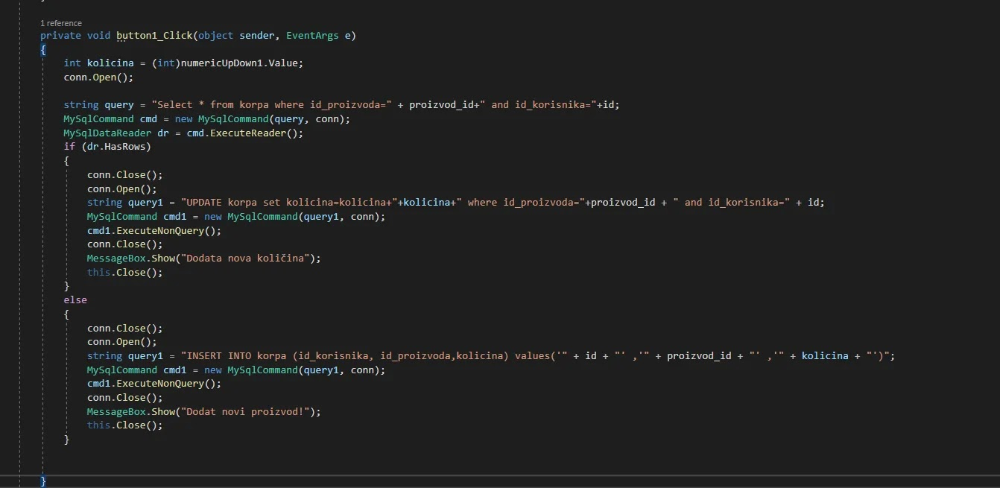 1 reference
private void button1_Click(object sender, EventArgs e)
{
int kolicina = (int)numericUpDown1.Value;
conn.Open();
string query = "Select * from korpa where id_proizvoda=" + proizvod_id+" and id_korisnika="+id;
MySqlCommand cmd = new MySqlCommand(query, conn);
MySqlDataReader dr = cmd.ExecuteReader();
if (dr.HasRows)
{
conn.Close();
conn.Open();
string query1 = "UPDATE korpa set kolicina=kolicina+"+kolicina+" where id_proizvoda="+proizvod_id + " and id_korisnika=" + id;
MySqlCommand cmd1 = new MySqlCommand(query1, conn);
cmd1.ExecuteNonQuery();
conn.Close();
MessageBox.Show("Dodata nova količina");
this.Close();
}
else
{
conn.Close();
conn.Open();
string query1 = "INSERT INTO korpa (id_korisnika, id_proizvoda,kolicina) values('" + id + "' ,'" + proizvod_id + "' ,'" + kolicina + "')";
MySqlCommand cmd1 = new MySqlCommand(query1, conn);
cmd1.ExecuteNonQuery();
conn.Close();
MessageBox.Show("Dodat novi proizvod!");
this.Close();
}
}